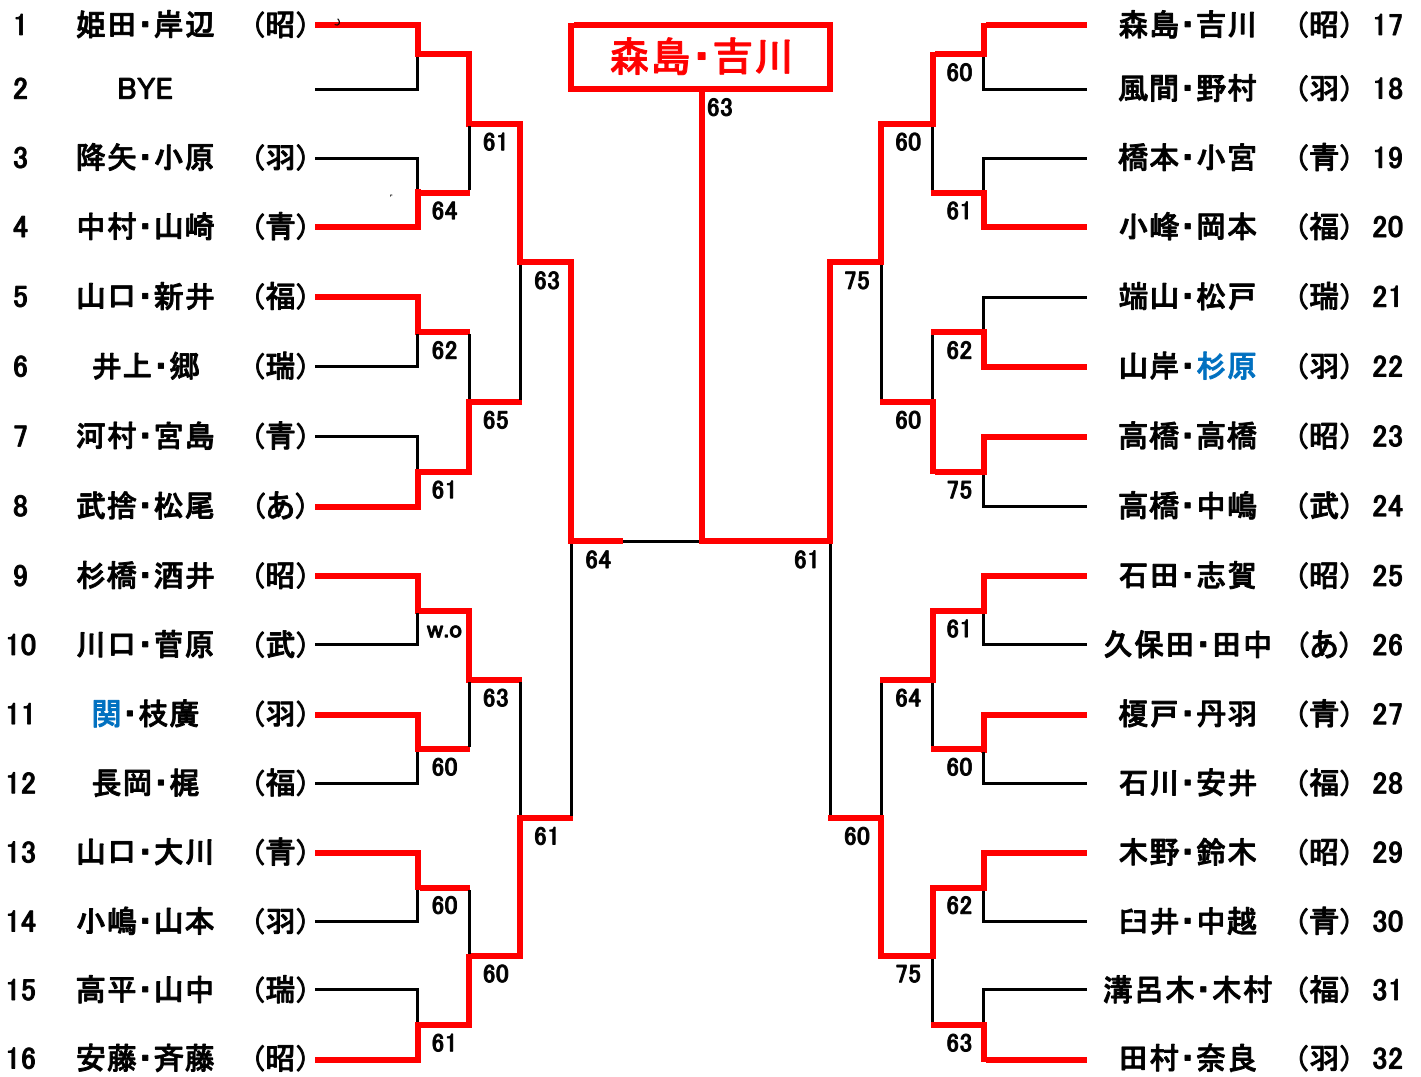 1 姫田・岸辺 (昭)
2 BYE
3 降矢・小原 (羽)
4 中村・山崎 (青)
5 山口・新井 (福)
6 井上・郷 (瑞)
7 河村・宮島 (青)
8 武捨・松尾 (あ)
9 杉橋・酒井 (昭)
10 川口・菅原 (武)
11 関・枝廣 (羽)
12 長岡・梶 (福)
13 山口・大川 (青)
14 小嶋・山本 (羽)
15 高平・山中 (瑞)
16 安藤・斉藤 (昭)
64
62
61
w.o
60
60
61
61
65
63
60
63
61
64
森島・吉川
63
61
75
60
60
60
64
75
60
61
62
75
61
60
62
63
森島・吉川 (昭) 17
風間・野村 (羽) 18
橋本・小宮 (青) 19
小峰・岡本 (福) 20
端山・松戸 (瑞) 21
山岸・杉原 (羽) 22
高橋・高橋 (昭) 23
高橋・中嶋 (武) 24
石田・志賀 (昭) 25
久保田・田中 (あ) 26
榎戸・丹羽 (青) 27
石川・安井 (福) 28
木野・鈴木 (昭) 29
臼井・中越 (青) 30
溝呂木・木村 (福) 31
田村・奈良 (羽) 32